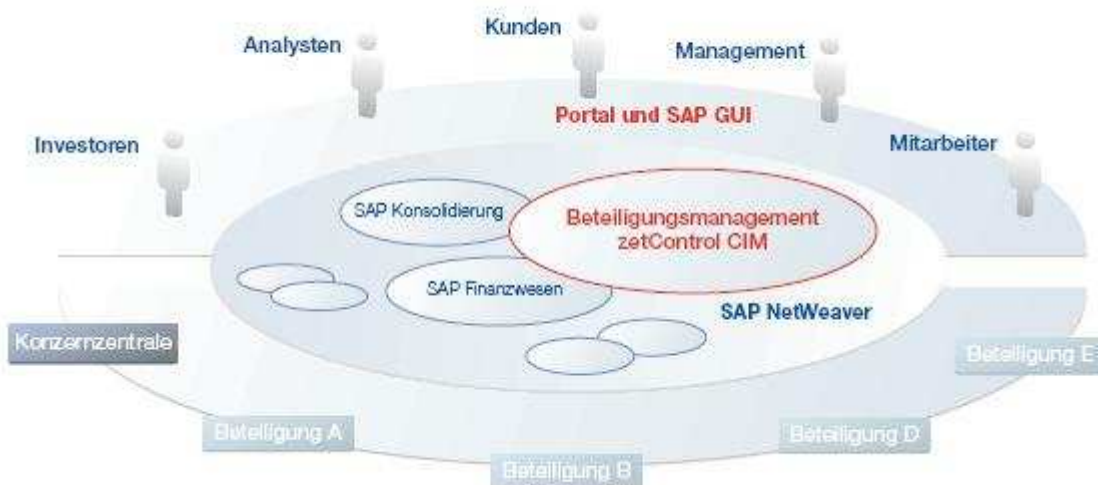 Kunden
Analysten
Management
Portal und SAP GUI
Investoren
Mitarbeiter
SAP Konsolidierung
Beteiligungsmanagement
zetControl CIM
SAP Finanzwesen
SAP NetWeaver
Konzernzentrale
Beteiligung E
Beteiligung A
Beteiligung D
Beteiligung B